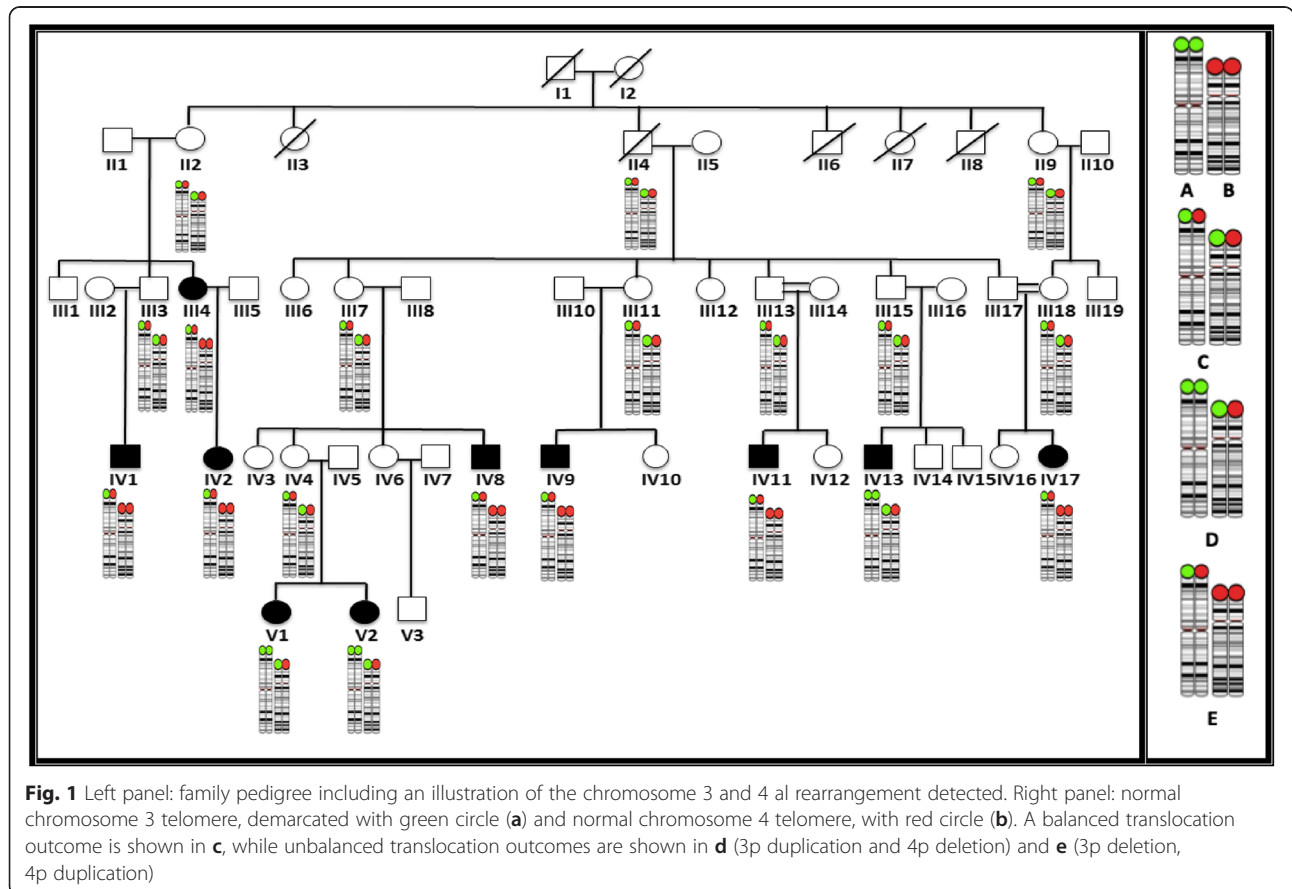 I1 I2
II1 II2 II3 II4 II5 II6 II7 II8 II9 II10
III1 III2 III3 III4 III5 III6 III7 III8 III10 III11 III12 III13 III14 III15 III16 III17 III18 III19
IV1 IV2 IV3 IV4 IV5 IV6 IV7 IV8 IV9 IV10 IV11 IV12 IV13 IV14 IV15 IV16 IV17
V1 V2 V3
A B
C
D
E
Fig. 1 Left panel: family pedigree including an illustration of the chromosome 3 and 4 al rearrangement detected. Right panel: normal
chromosome 3 telomere, demarcated with green circle (a) and normal chromosome 4 telomere, with red circle (b). A balanced translocation
outcome is shown in c, while unbalanced translocation outcomes are shown in d (3p duplication and 4p deletion) and e (3p deletion,
4p duplication)